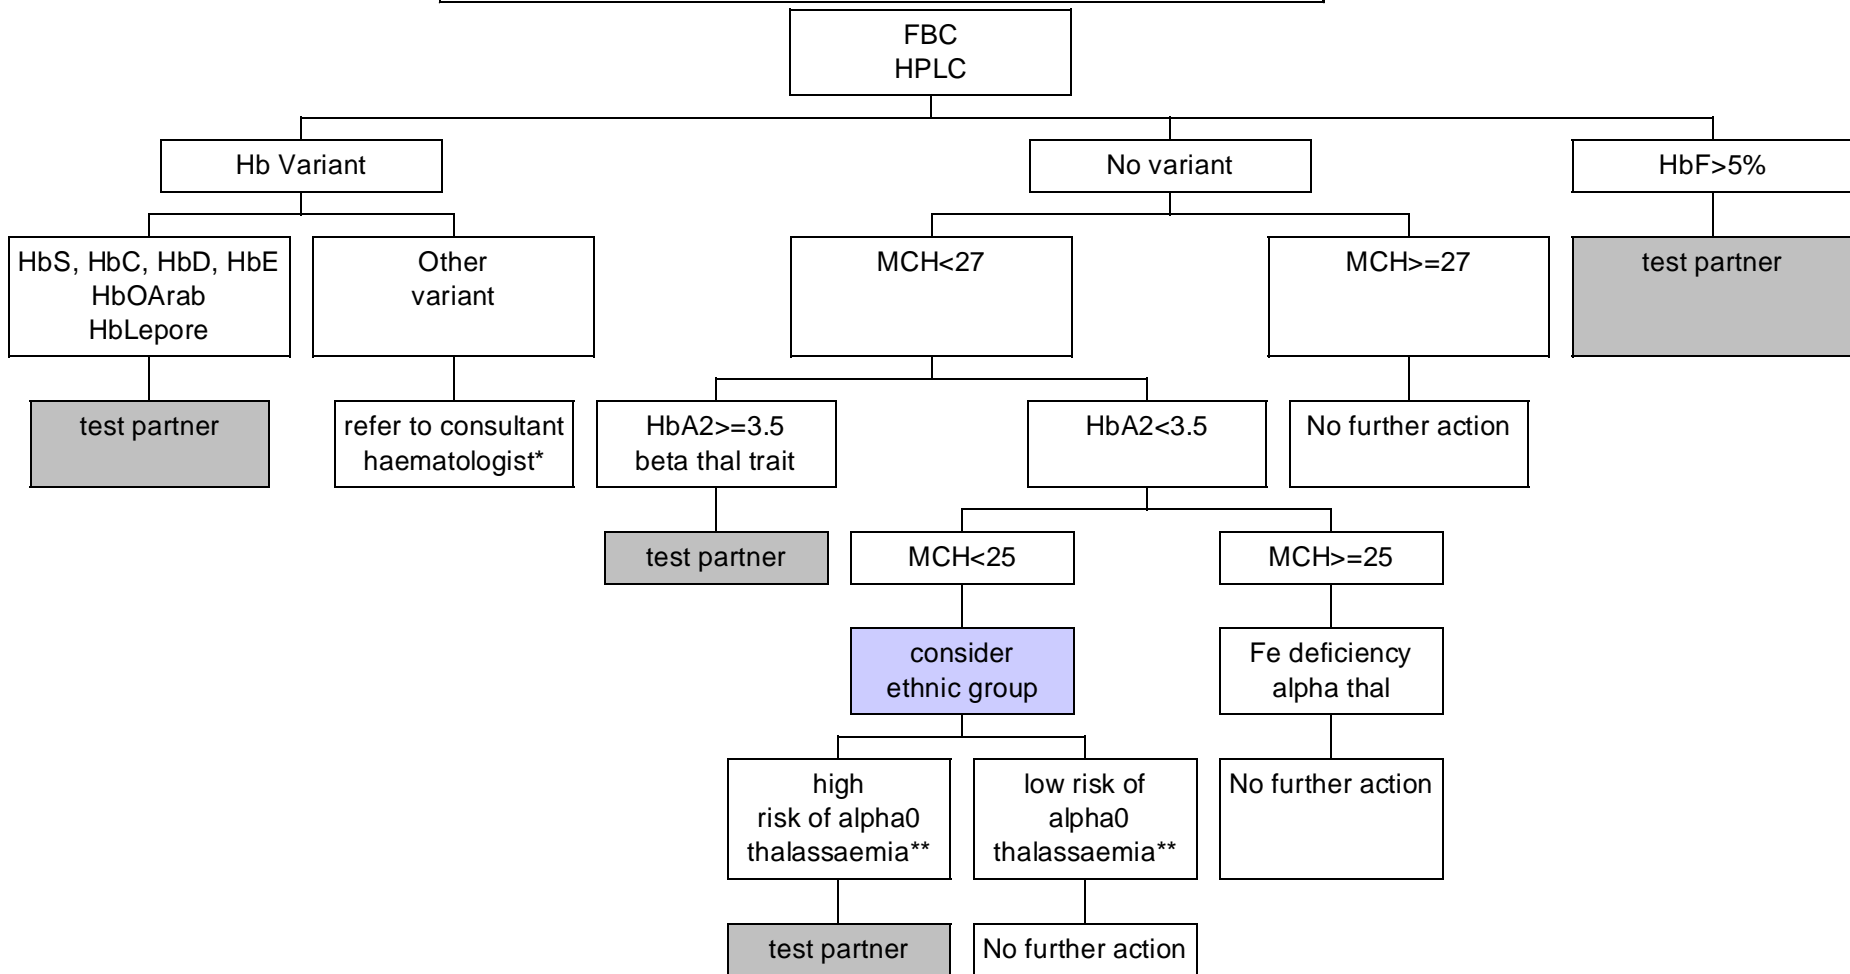 FBC
HPLC
Hb Variant
No variant
HbF>5%
HbS, HbC, HbD, HbE
HbOArab
HbLepore
Other
variant
MCH<27
MCH>=27
test partner
test partner
refer to consultant
haematologist*
HbA2>=3.5
beta thal trait
HbA2<3.5
No further action
test partner
MCH<25
MCH>=25
consider
ethnic group
Fe deficiency
alpha thal
high
risk of alpha0
thalassaemia**
low risk of
alpha0
thalassaemia**
No further action
test partner
No further action